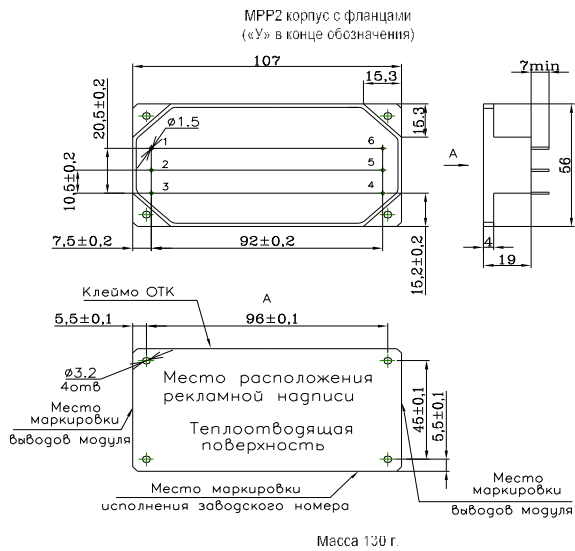 МРР2 корпус с фланцами
(«У» в конце обозначения)
107
15,3
7min
20,5±0,2
ø1.5
15,3
1
6
А
56
2
5
10,5±0,2
3
4
7,5±0,2
92±0,2
15,2±0,2
4
19
Клеймо ОТК
А
5,5±0,1
96±0,1
ø3.2
4отв
Место расположения
рекламной надписи
Теплоотводящая
поверхность
45±0,1
5,5±0,1
Место
маркировки
выводов модуля
Место
маркировки
выводов модуля
Место маркировки
исполнения заводского номера
Масса 130 г.